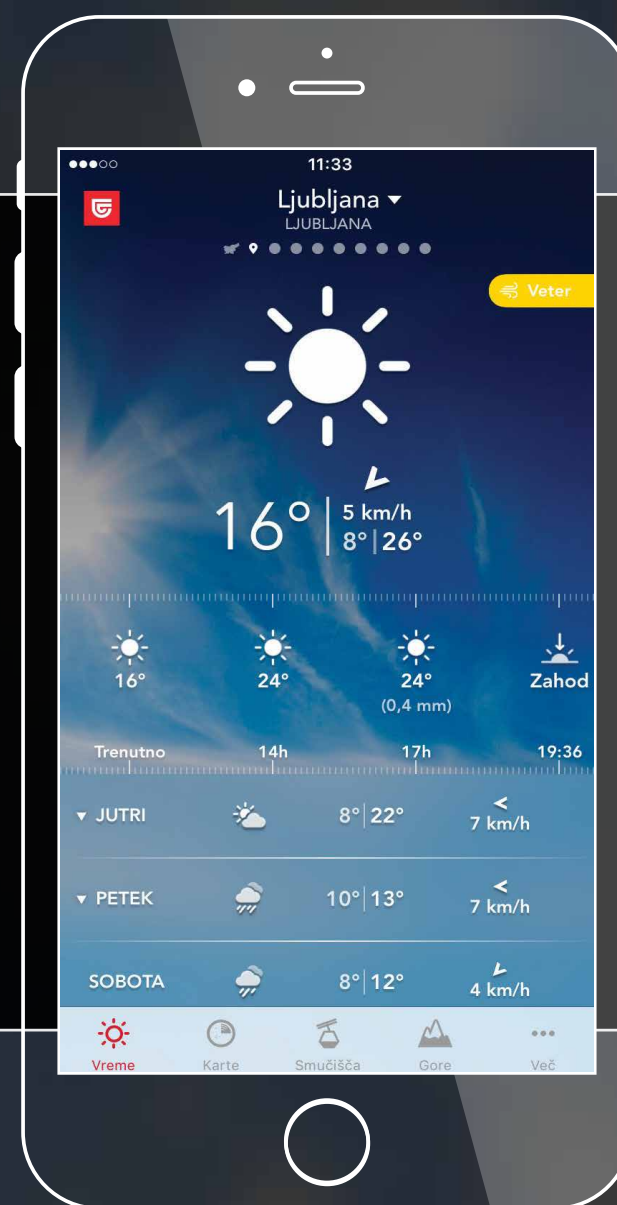 11:33
Ljubljana
LJUBLJANA
Veter
16°
5 km/h
8° | 26°
16°
24°
24°
Zahod
(0,4 mm)
Trenutno
14h
17h
19:36
JUTRI
8° | 22°
7 km/h
PETEK
10° | 13°
7 km/h
SOBOTA
8° | 12°
4 km/h
Vreme
Karte
Smučišča
Gore
Več